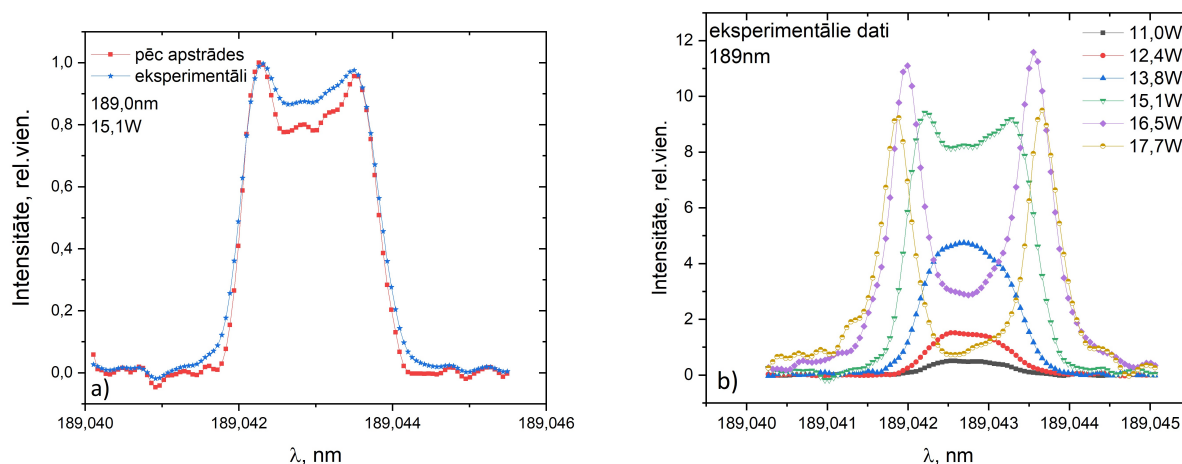 pēc apstrādes
eksperimentāli
189,0nm
15,1W
1,0
0,8
0,6
0,4
0,2
0,0
Intensitāte, rel.vien.
a)
189,040
189,042
189,044
189,046
λ, nm
eksperimentālie dati
189nm
11,0W
12,4W
13,8W
15,1W
16,5W
17,7W
12
10
8
6
4
2
0
Intensitāte, rel.vien.
b)
189,040
189,041
189,042
189,043
189,044
189,045
λ, nm